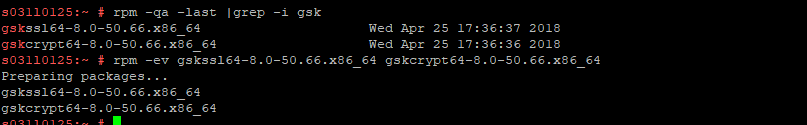 s03110125:~ # rpm -qa -last |grep -i gsk
gskssl64-8.0-50.66.x86_64                     Wed Apr 25 17:36:37 2018
gskcrypt64-8.0-50.66.x86_64                   Wed Apr 25 17:36:36 2018
s03110125:~ # rpm -ev gskssl64-8.0-50.66.x86_64 gskcrypt64-8.0-50.66.x86_64
Preparing packages...
gskssl64-8.0-50.66.x86_64
gskcrypt64-8.0-50.66.x86_64
s03110125:~ #